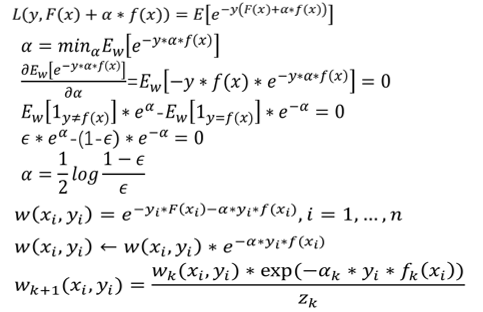 L(y, F(x) + α * f(x)) = E[e^{-y(F(x)+α*f(x))}]
α = min_α E_w[e^{-y*α*f(x)}]
∂E_w[e^{-y*α*f(x)}]/∂α = E_w[-y * f(x) * e^{-y*α*f(x)}] = 0
E_w[1_{y≠f(x)}] * e^α - E_w[1_{y=f(x)}] * e^{-α} = 0
ϵ * e^α - (1-ϵ) * e^{-α} = 0
α = 1/2 log (1 - ϵ)/ϵ
w(x_i, y_i) = e^{-y_i*F(x_i)-α*y_i*f(x_i)}, i = 1, ..., n
w(x_i, y_i) ← w(x_i, y_i) * e^{-α*y_i*f(x_i)}
w_{k+1}(x_i, y_i) = w_k(x_i, y_i) * exp(-α_k * y_i * f_k(x_i)) / z_k